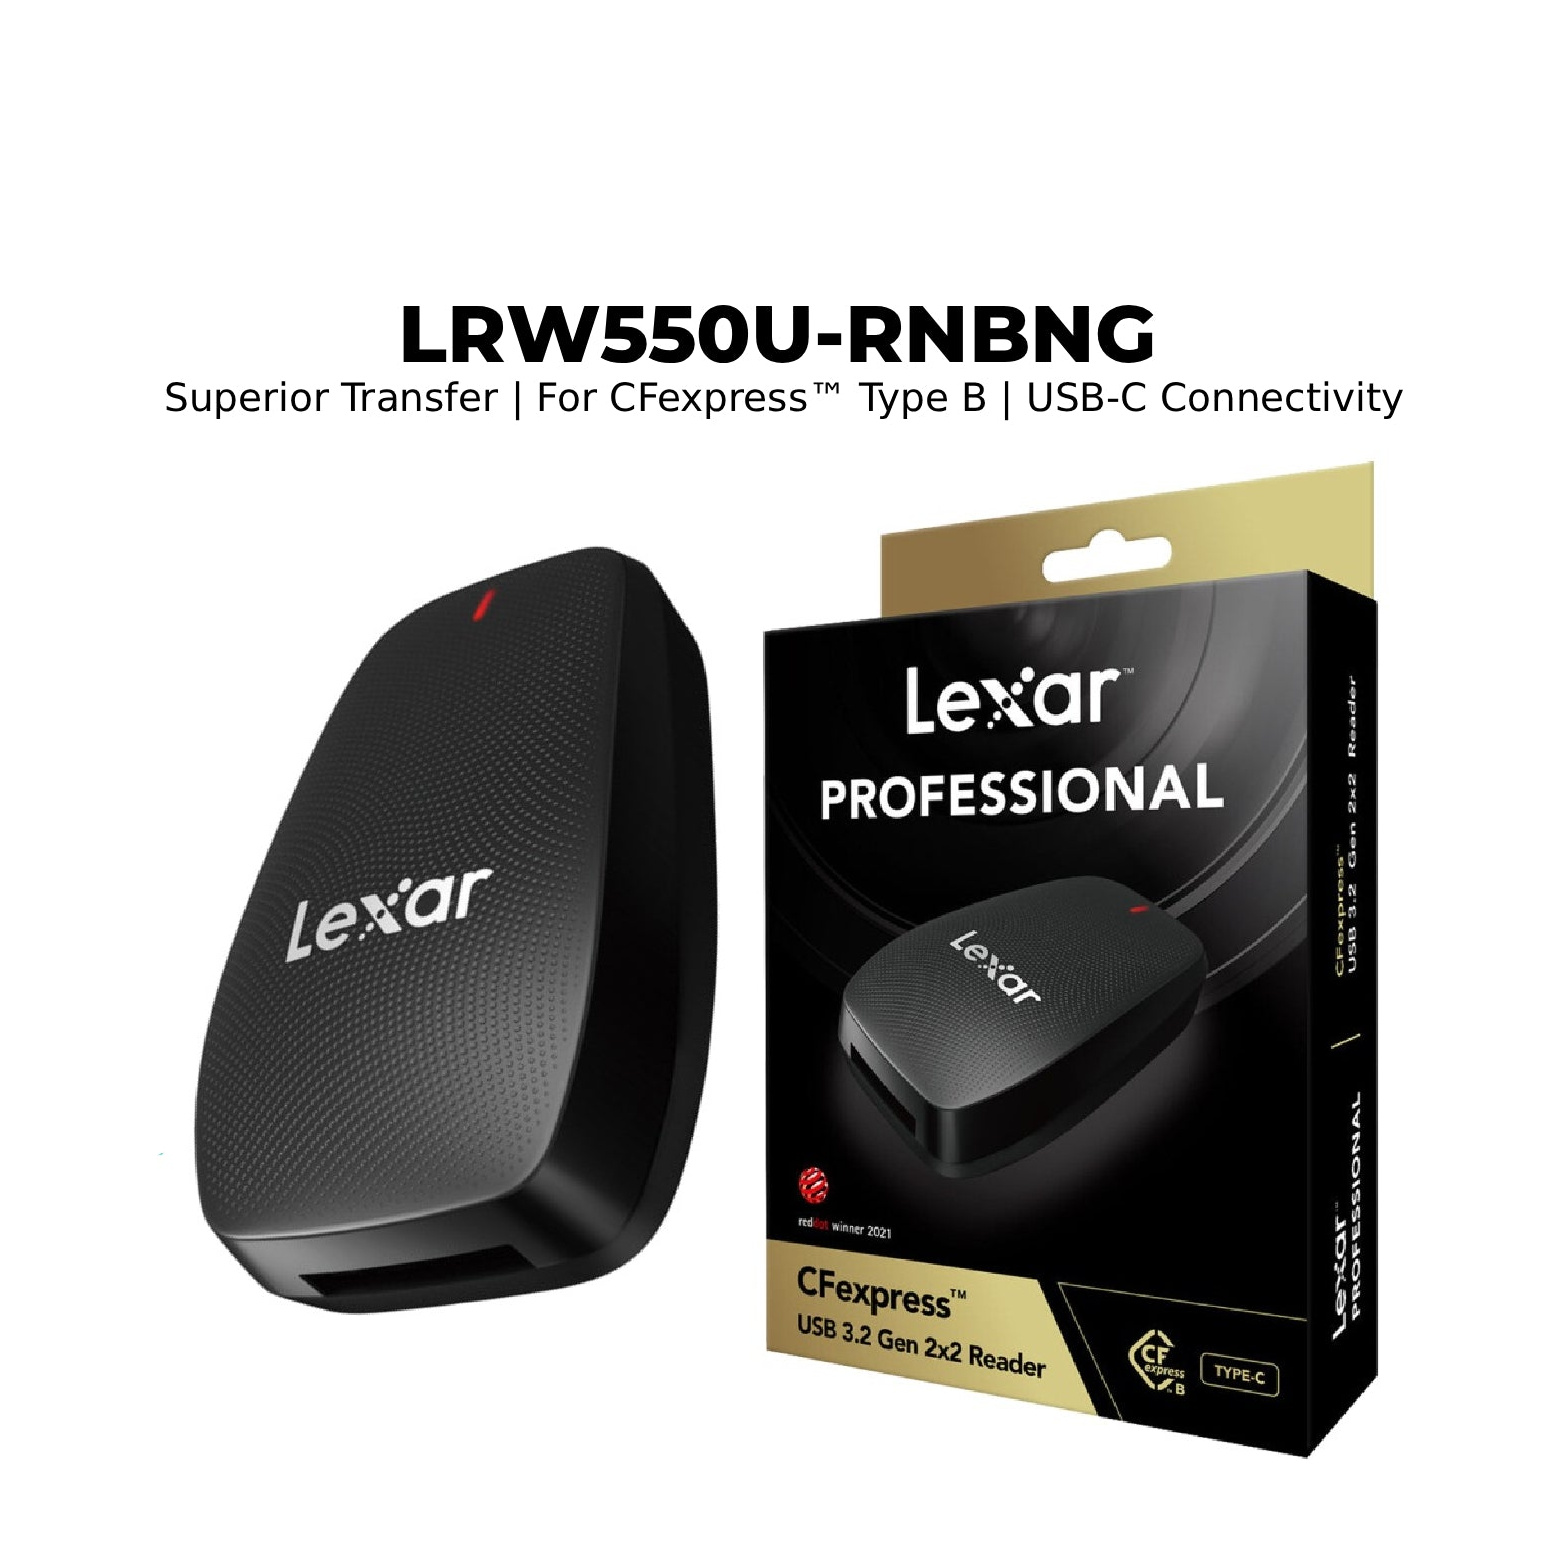 LRW550U-RNBNG
Superior Transfer | For CFexpress™ Type B | USB-C Connectivity
Lexar
Lexar™
PROFESSIONAL
Lexar
reddot winner 2021
CFexpress™
USB 3.2 Gen 2x2 Reader
CF
express
™ B
TYPE-C
Lexar™
PROFESSIONAL
|
CFexpress™
USB 3.2 Gen 2x2 Reader